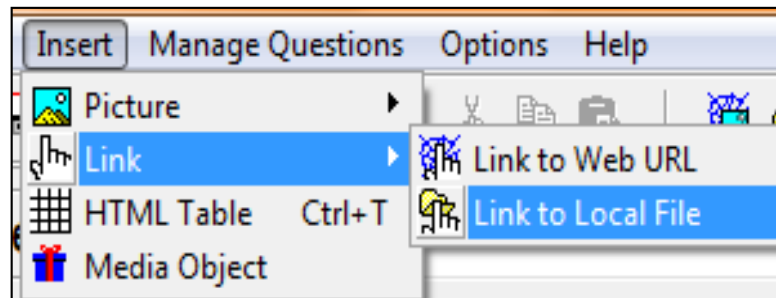 Insert Manage Questions Options Help
Picture
Link
HTML Table Ctrl+T
Media Object
Link to Web URL
Link to Local File